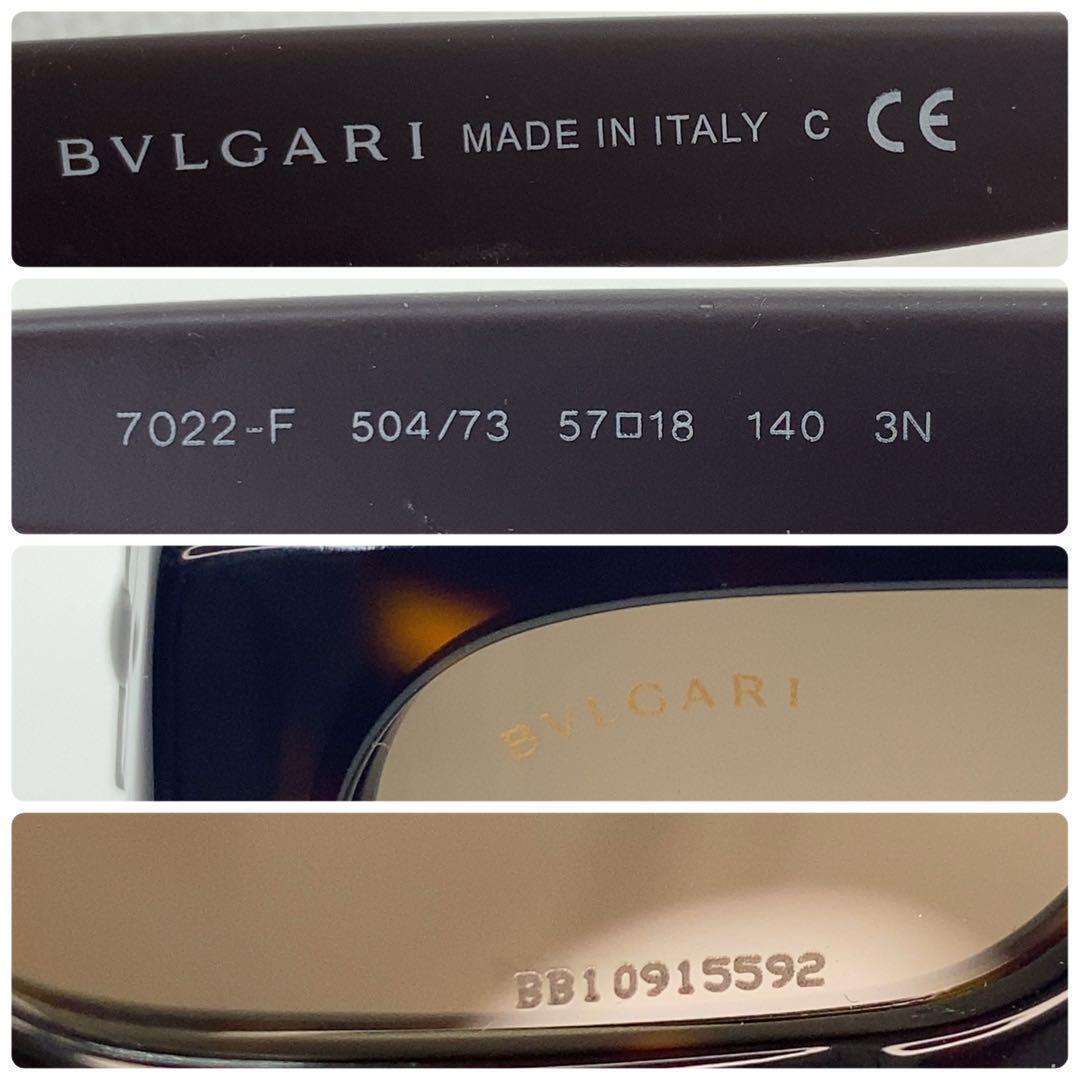 BVLGARI MADE IN ITALY C CE
7022-F 504/73 57□18 140 3N
BVLGARI
BB10915592